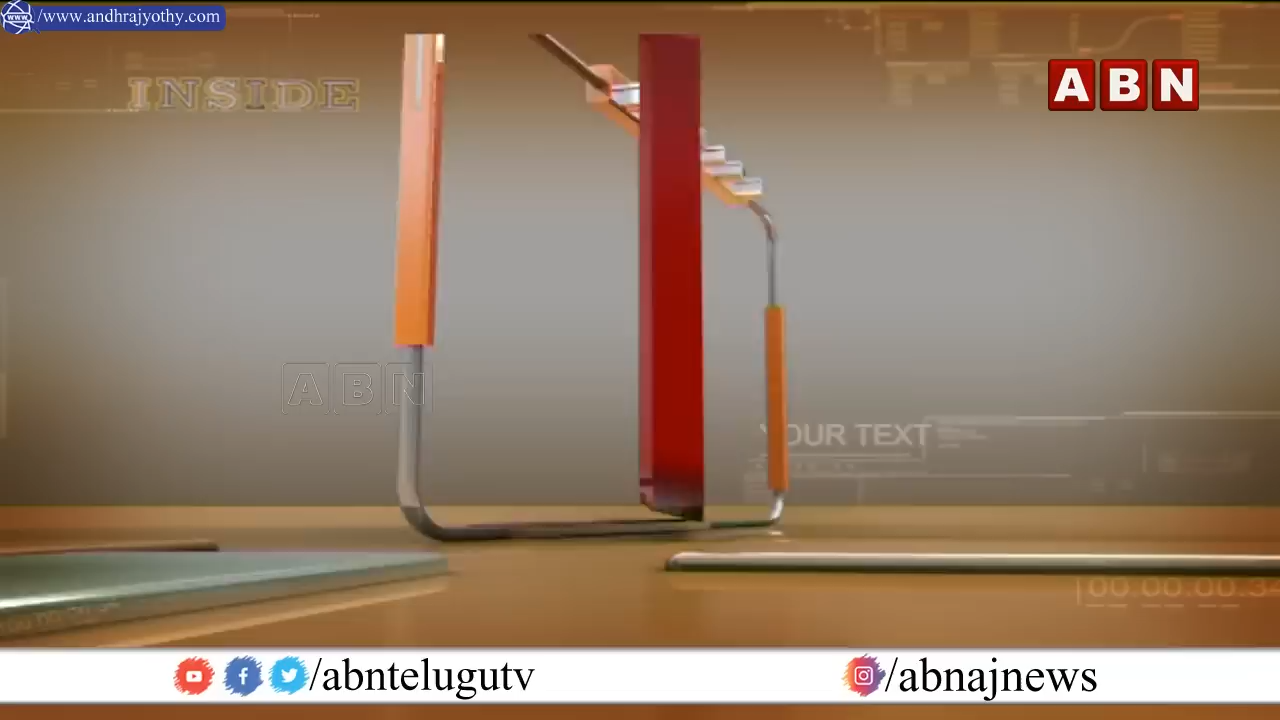 /www.andhrajyothy.com
INSIDE
ABN
ABN
YOUR TEXT
00:00:00:3
/abntelugutv
/abnajnews